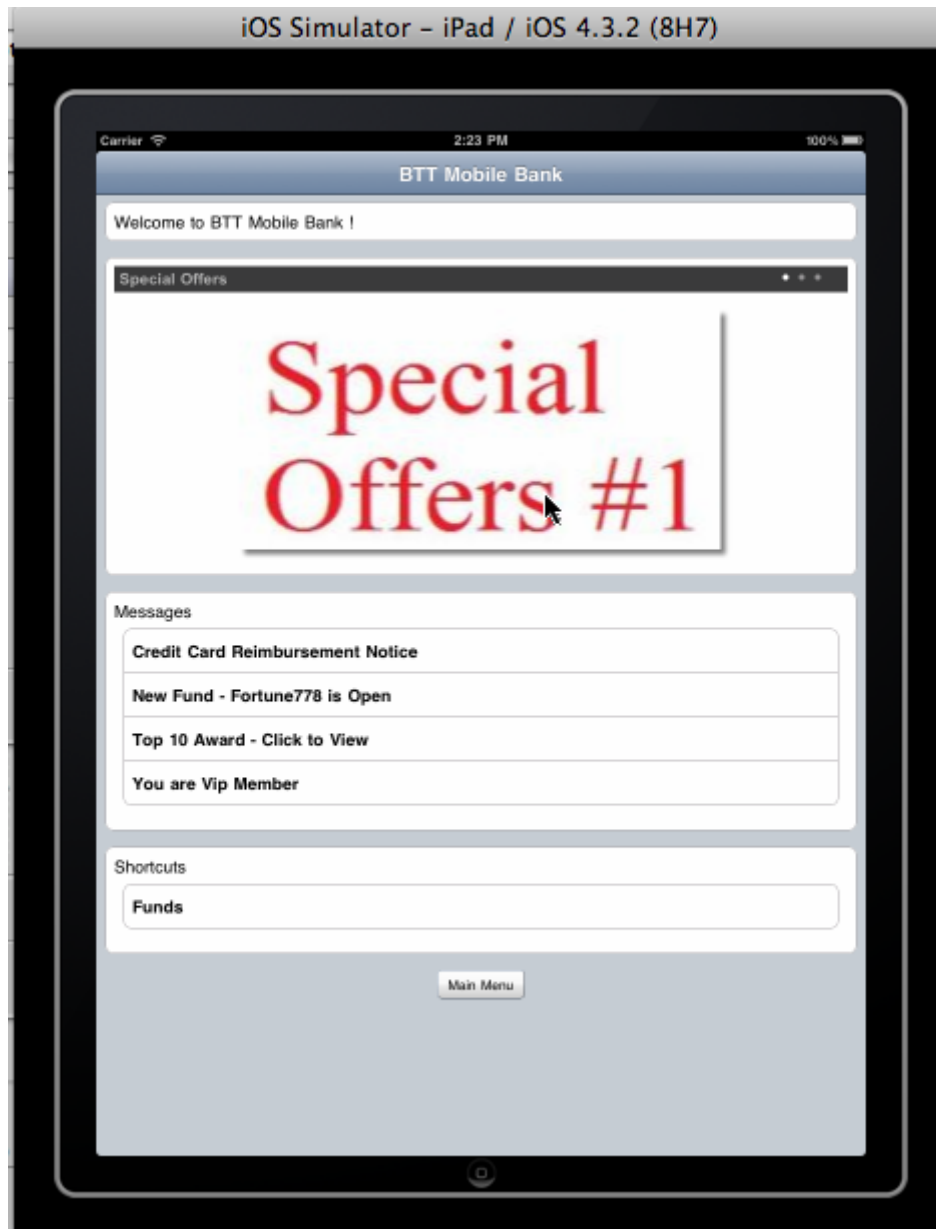 iOS Simulator – iPad / iOS 4.3.2 (8H7)
Carrier 2:23 PM 100%
BTT Mobile Bank
Welcome to BTT Mobile Bank !
Special Offers
Special
Offers #1
Messages
Credit Card Reimbursement Notice
New Fund - Fortune778 is Open
Top 10 Award - Click to View
You are Vip Member
Shortcuts
Funds
Main Menu